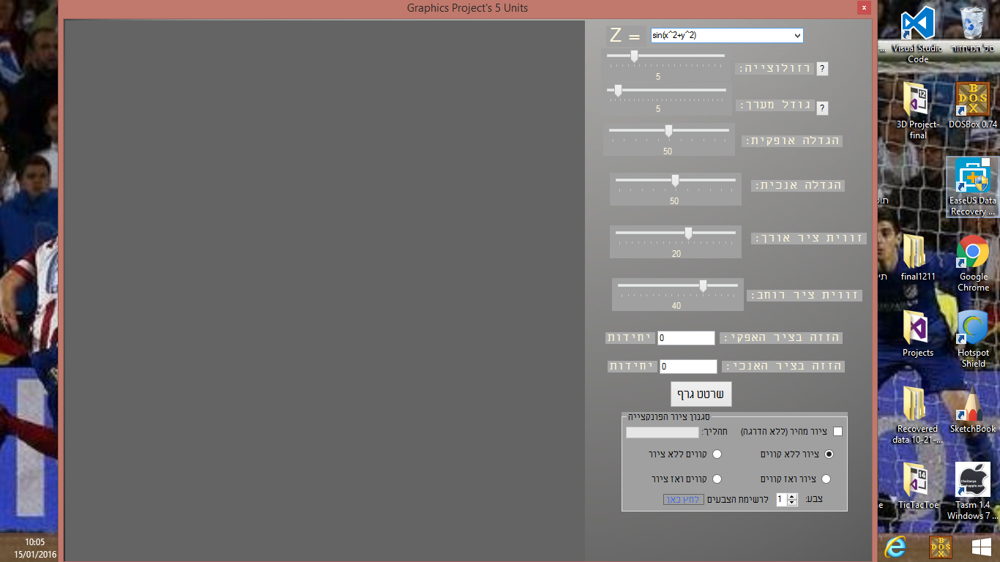 Graphics Project's 5 Units
x
Z =
sin(x^2+y^2)
רזולוצייה:
?
5
גודל מערך:
?
5
הגדלה אופקית:
50
הגדלה אנכית:
50
זווית ציר אורך:
20
זווית ציר רוחב:
40
הזזה בציר האפקי:
0
יחידות
הזזה בציר האנכי:
0
יחידות
שרטט גרף
סגנון ציור הפונקצייה
ציור מהיר (ללא הדרגה)
תהליך:
ציור ללא קווים
קווים ללא ציור
ציור ואז קווים
קווים ואז ציור
צבע:
1
לרשימת הצבעים
לחץ כאן
Visual Studio
Code
סל המיחזור
3D Project-
final
DOSBox 0.74
EaseUS Data
Recovery ...
final1211
Google
Chrome
Projects
Hotspot
Shield
Recovered
data 10-21-...
SketchBook
TicTacToe
Chaitanya
Techapple.net
Tasm 1.4
Windows 7 ...
10:05
15/01/2016